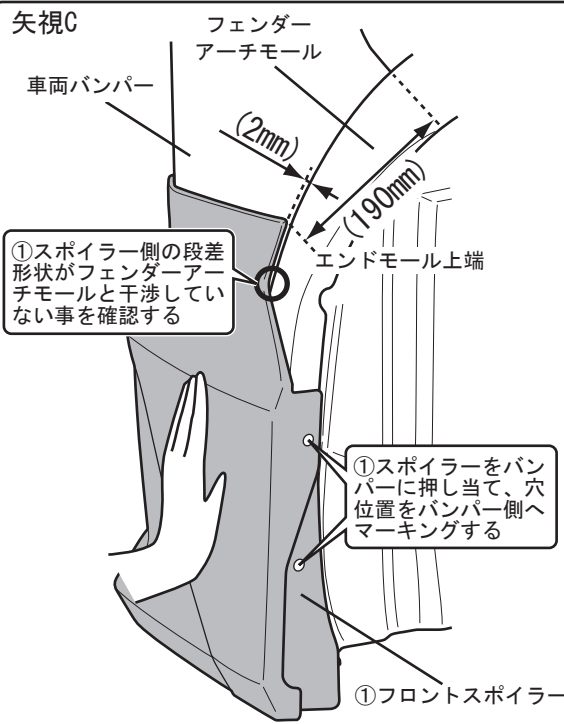 矢視C
フェンダー
アーチモール
車両バンパー
(2mm)
(190mm)
エンドモール上端
①スポイラー側の段差
形状がフェンダーアー
チモールと干渉してい
ない事を確認する
①スポイラーをバン
パーに押し当て、穴
位置をバンパー側へ
マーキングする
①フロントスポイラー